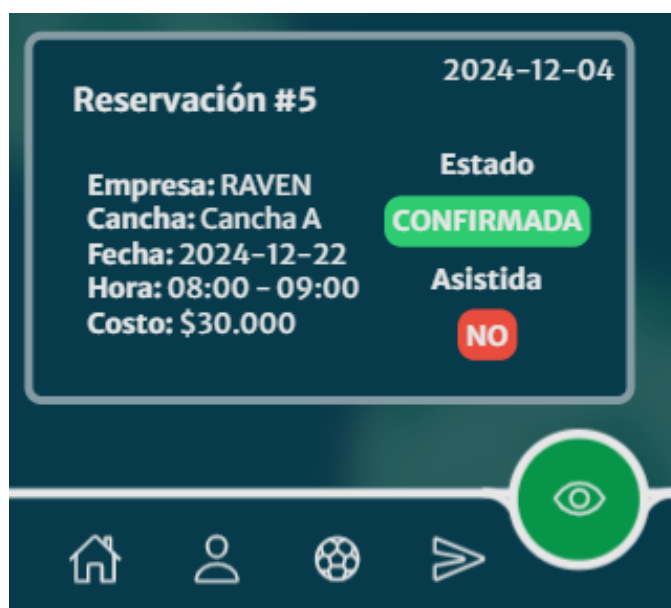 2024-12-04
Reservación #5
Empresa: RAVEN
Cancha: Cancha A
Fecha: 2024-12-22
Hora: 08:00 - 09:00
Costo: $30.000
Estado
CONFIRMADA
Asistida
NO